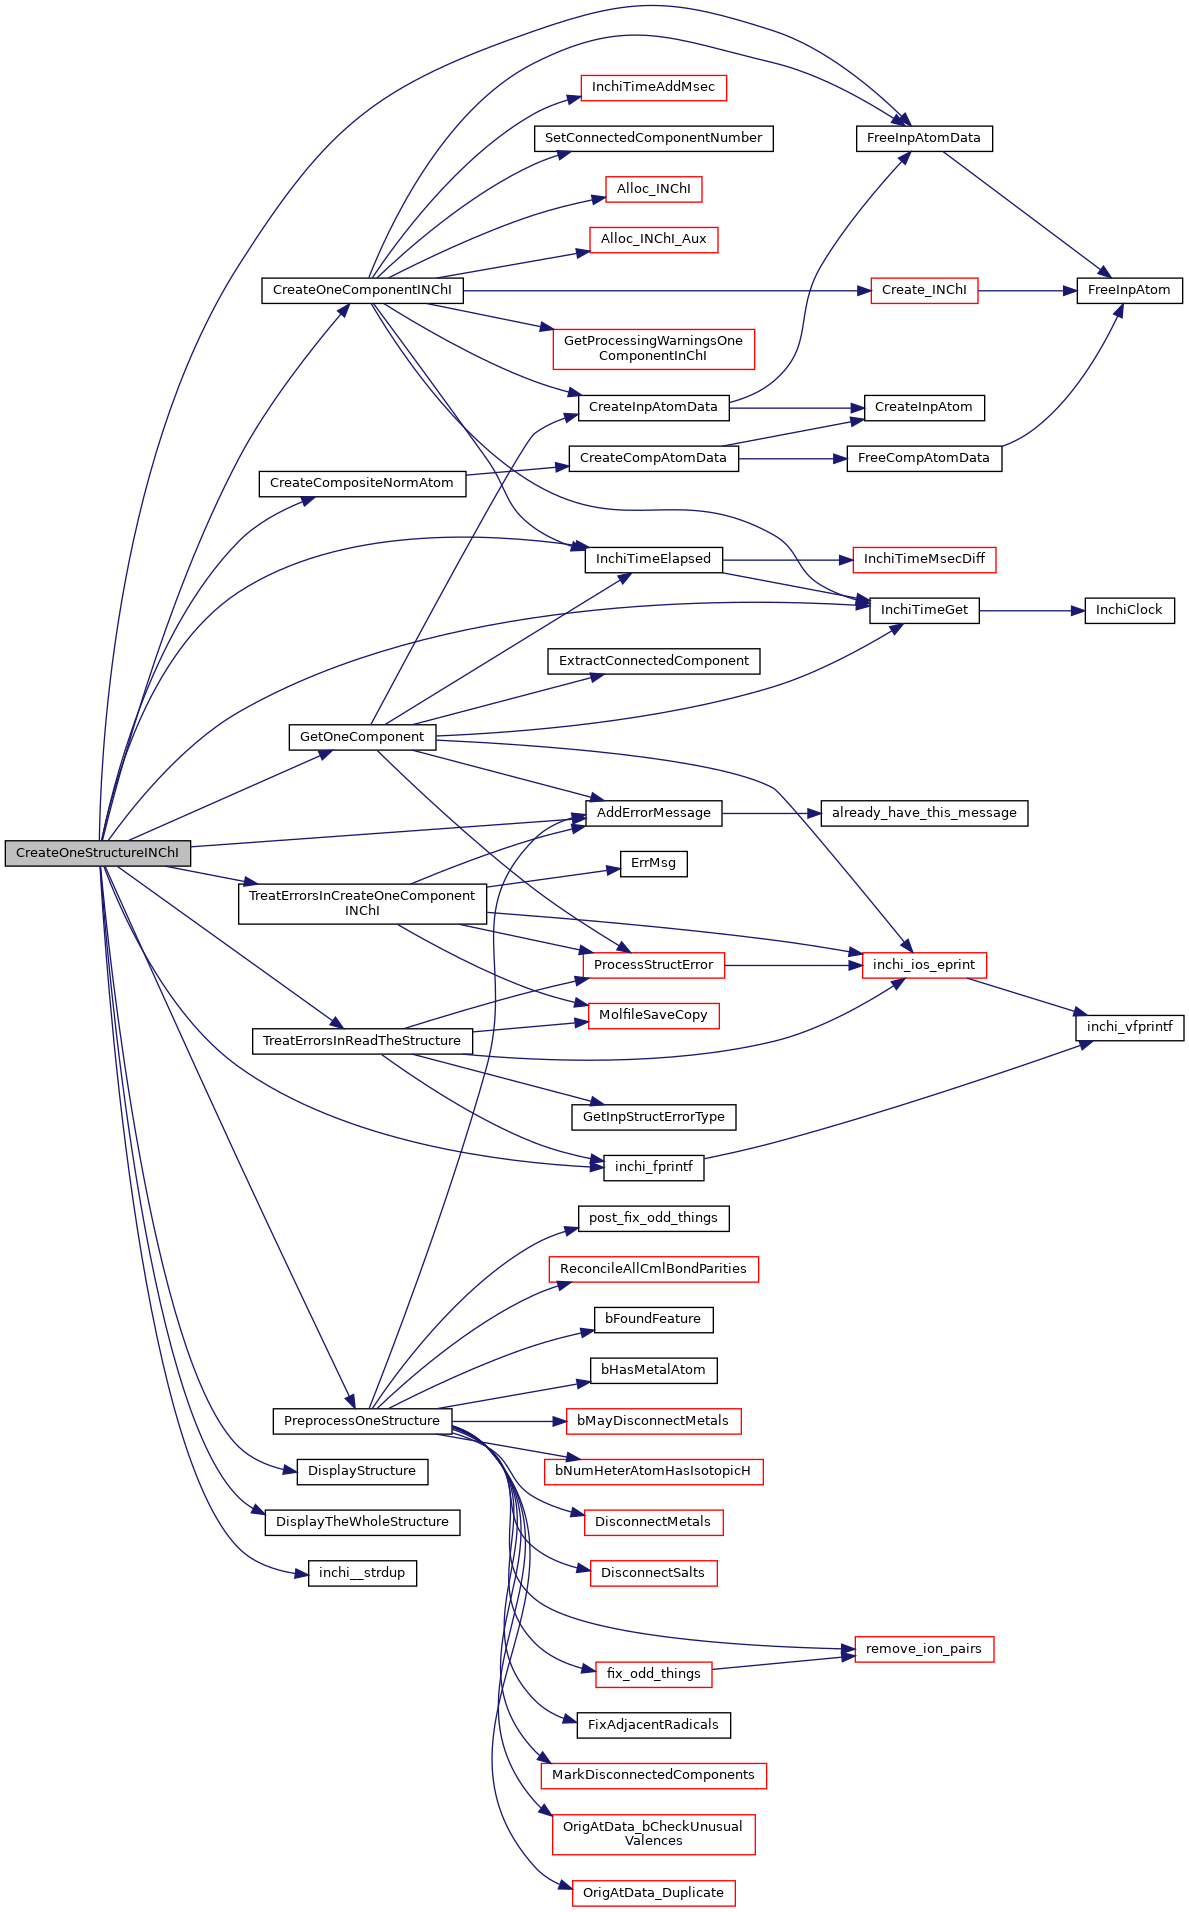 InchiTimeAddMsec
SetConnectedComponentNumber
FreeInpAtomData
Alloc_INChI
Alloc_INChI_Aux
CreateOneComponentINChI
Create_INChI
FreeInpAtom
GetProcessingWarningsOne
ComponentInChI
CreateInpAtomData
CreateInpAtom
CreateCompAtomData
FreeCompAtomData
CreateCompositeNormAtom
InchiTimeElapsed
InchiTimeMsecDiff
InchiTimeGet
InchiClock
ExtractConnectedComponent
GetOneComponent
AddErrorMessage
already_have_this_message
CreateOneStructureINChI
ErrMsg
TreatErrorsInCreateOneComponent
INChI
ProcessStructError
inchi_ios_eprint
MolfileSaveCopy
inchi_vfprintf
TreatErrorsInReadTheStructure
GetInpStructErrorType
inchi_fprintf
post_fix_odd_things
ReconcileAllCmlBondParities
bFoundFeature
bHasMetalAtom
PreprocessOneStructure
bMayDisconnectMetals
DisplayStructure
bNumHeterAtomHasIsotopicH
DisplayTheWholeStructure
DisconnectMetals
inchi__strdup
DisconnectSalts
remove_ion_pairs
fix_odd_things
FixAdjacentRadicals
MarkDisconnectedComponents
OrigAtData_bCheckUnusual
Valences
OrigAtData_Duplicate